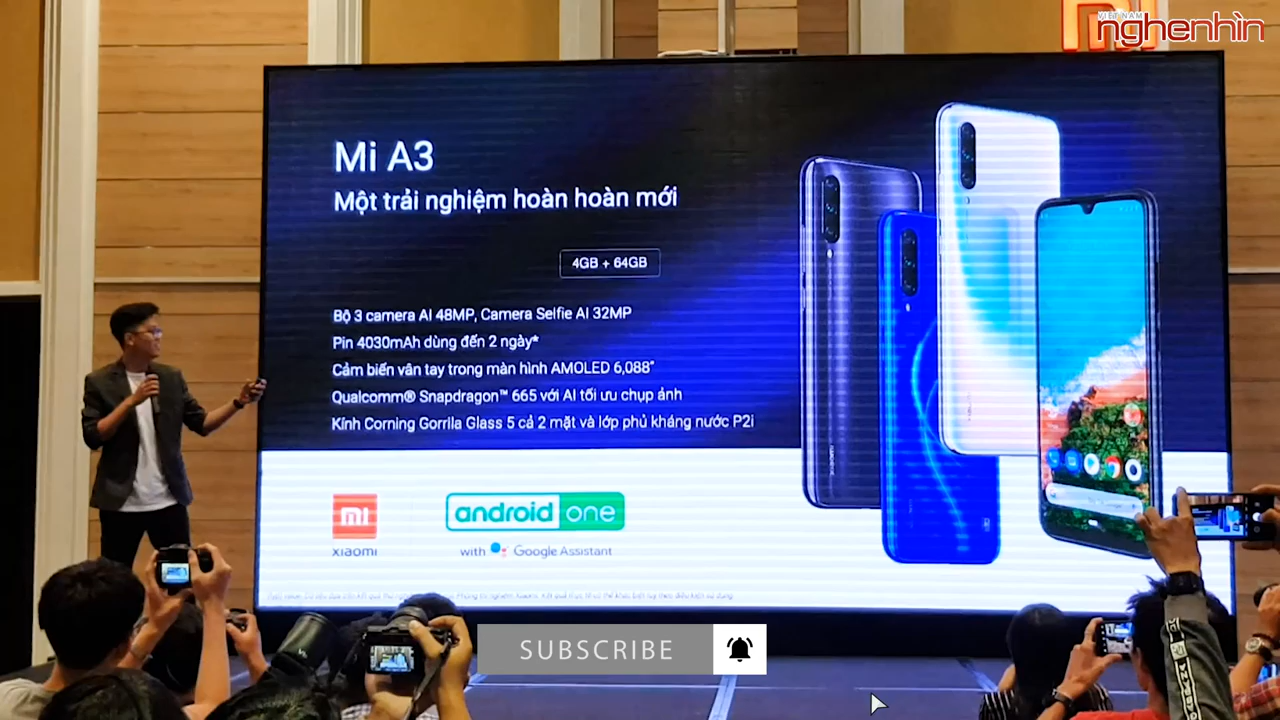 VIỆT NAM
nghenhìn
Mi A3
Một trải nghiệm hoàn hoàn mới
4GB + 64GB
Bộ 3 camera AI 48MP, Camera Selfie AI 32MP
Pin 4030mAh dùng đến 2 ngày*
Cảm biến vân tay trong màn hình AMOLED 6,088"
Qualcomm® Snapdragon™ 665 với AI tối ưu chụp ảnh
Kính Corning Gorrila Glass 5 cả 2 mặt và lớp phủ kháng nước P2i
mi
xiaomi
android one
with Google Assistant
SUBSCRIBE